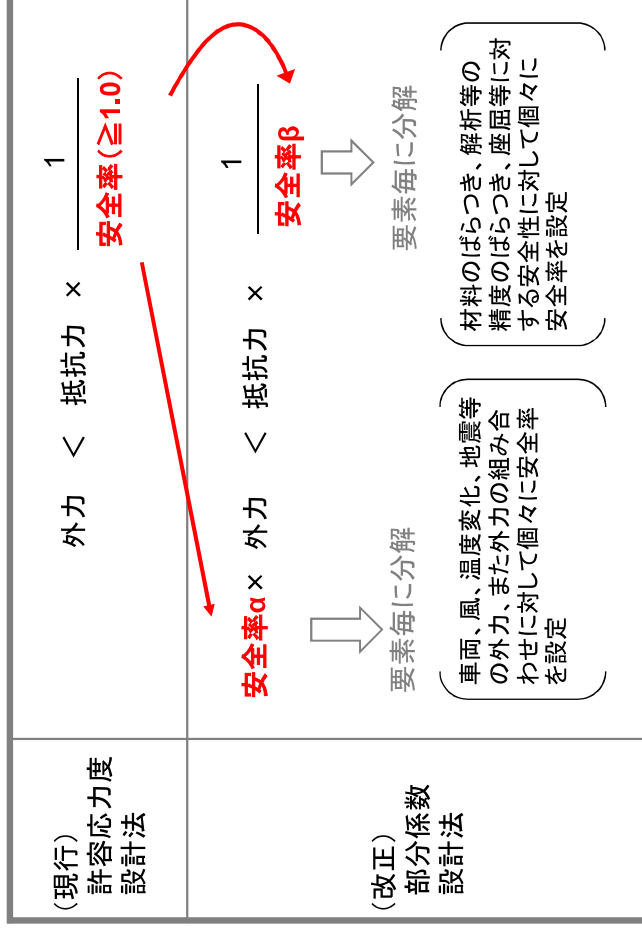 (現行)
許容応力度
設計法
外力 < 抵抗力 ×
1
安全率(≧1.0)
(改正)
部分係数
設計法
安全率α × 外力 < 抵抗力 ×
1
安全率β
要素毎に分解
車両、風、温度変化、地震等
の外力、また外力の組み合
わせに対して個々に安全率
を設定
要素毎に分解
材料のばらつき、解析等の
精度のばらつき、座屈等に対
する安全性に対して個々に
安全率を設定